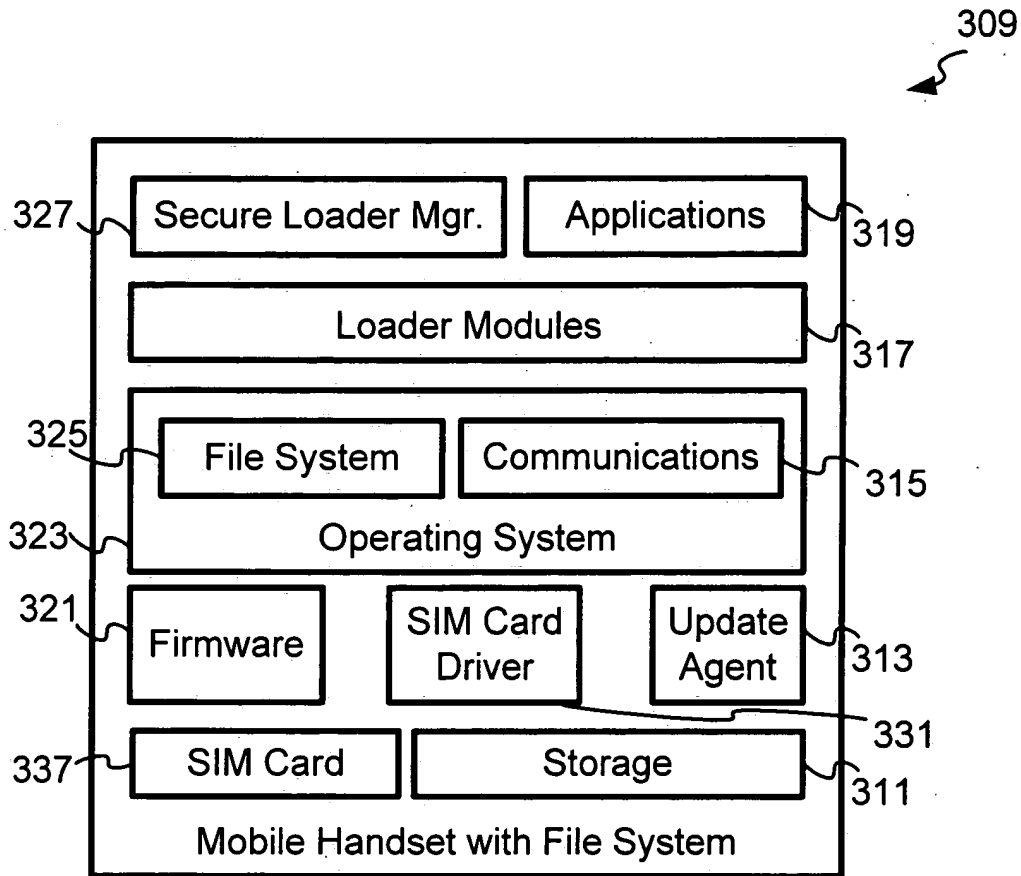 309
327
Secure Loader Mgr.
Applications
319
Loader Modules
317
325
File System
Communications
315
323
Operating System
321
Firmware
SIM Card
Driver
Update
Agent
313
331
337
SIM Card
Storage
311
Mobile Handset with File System